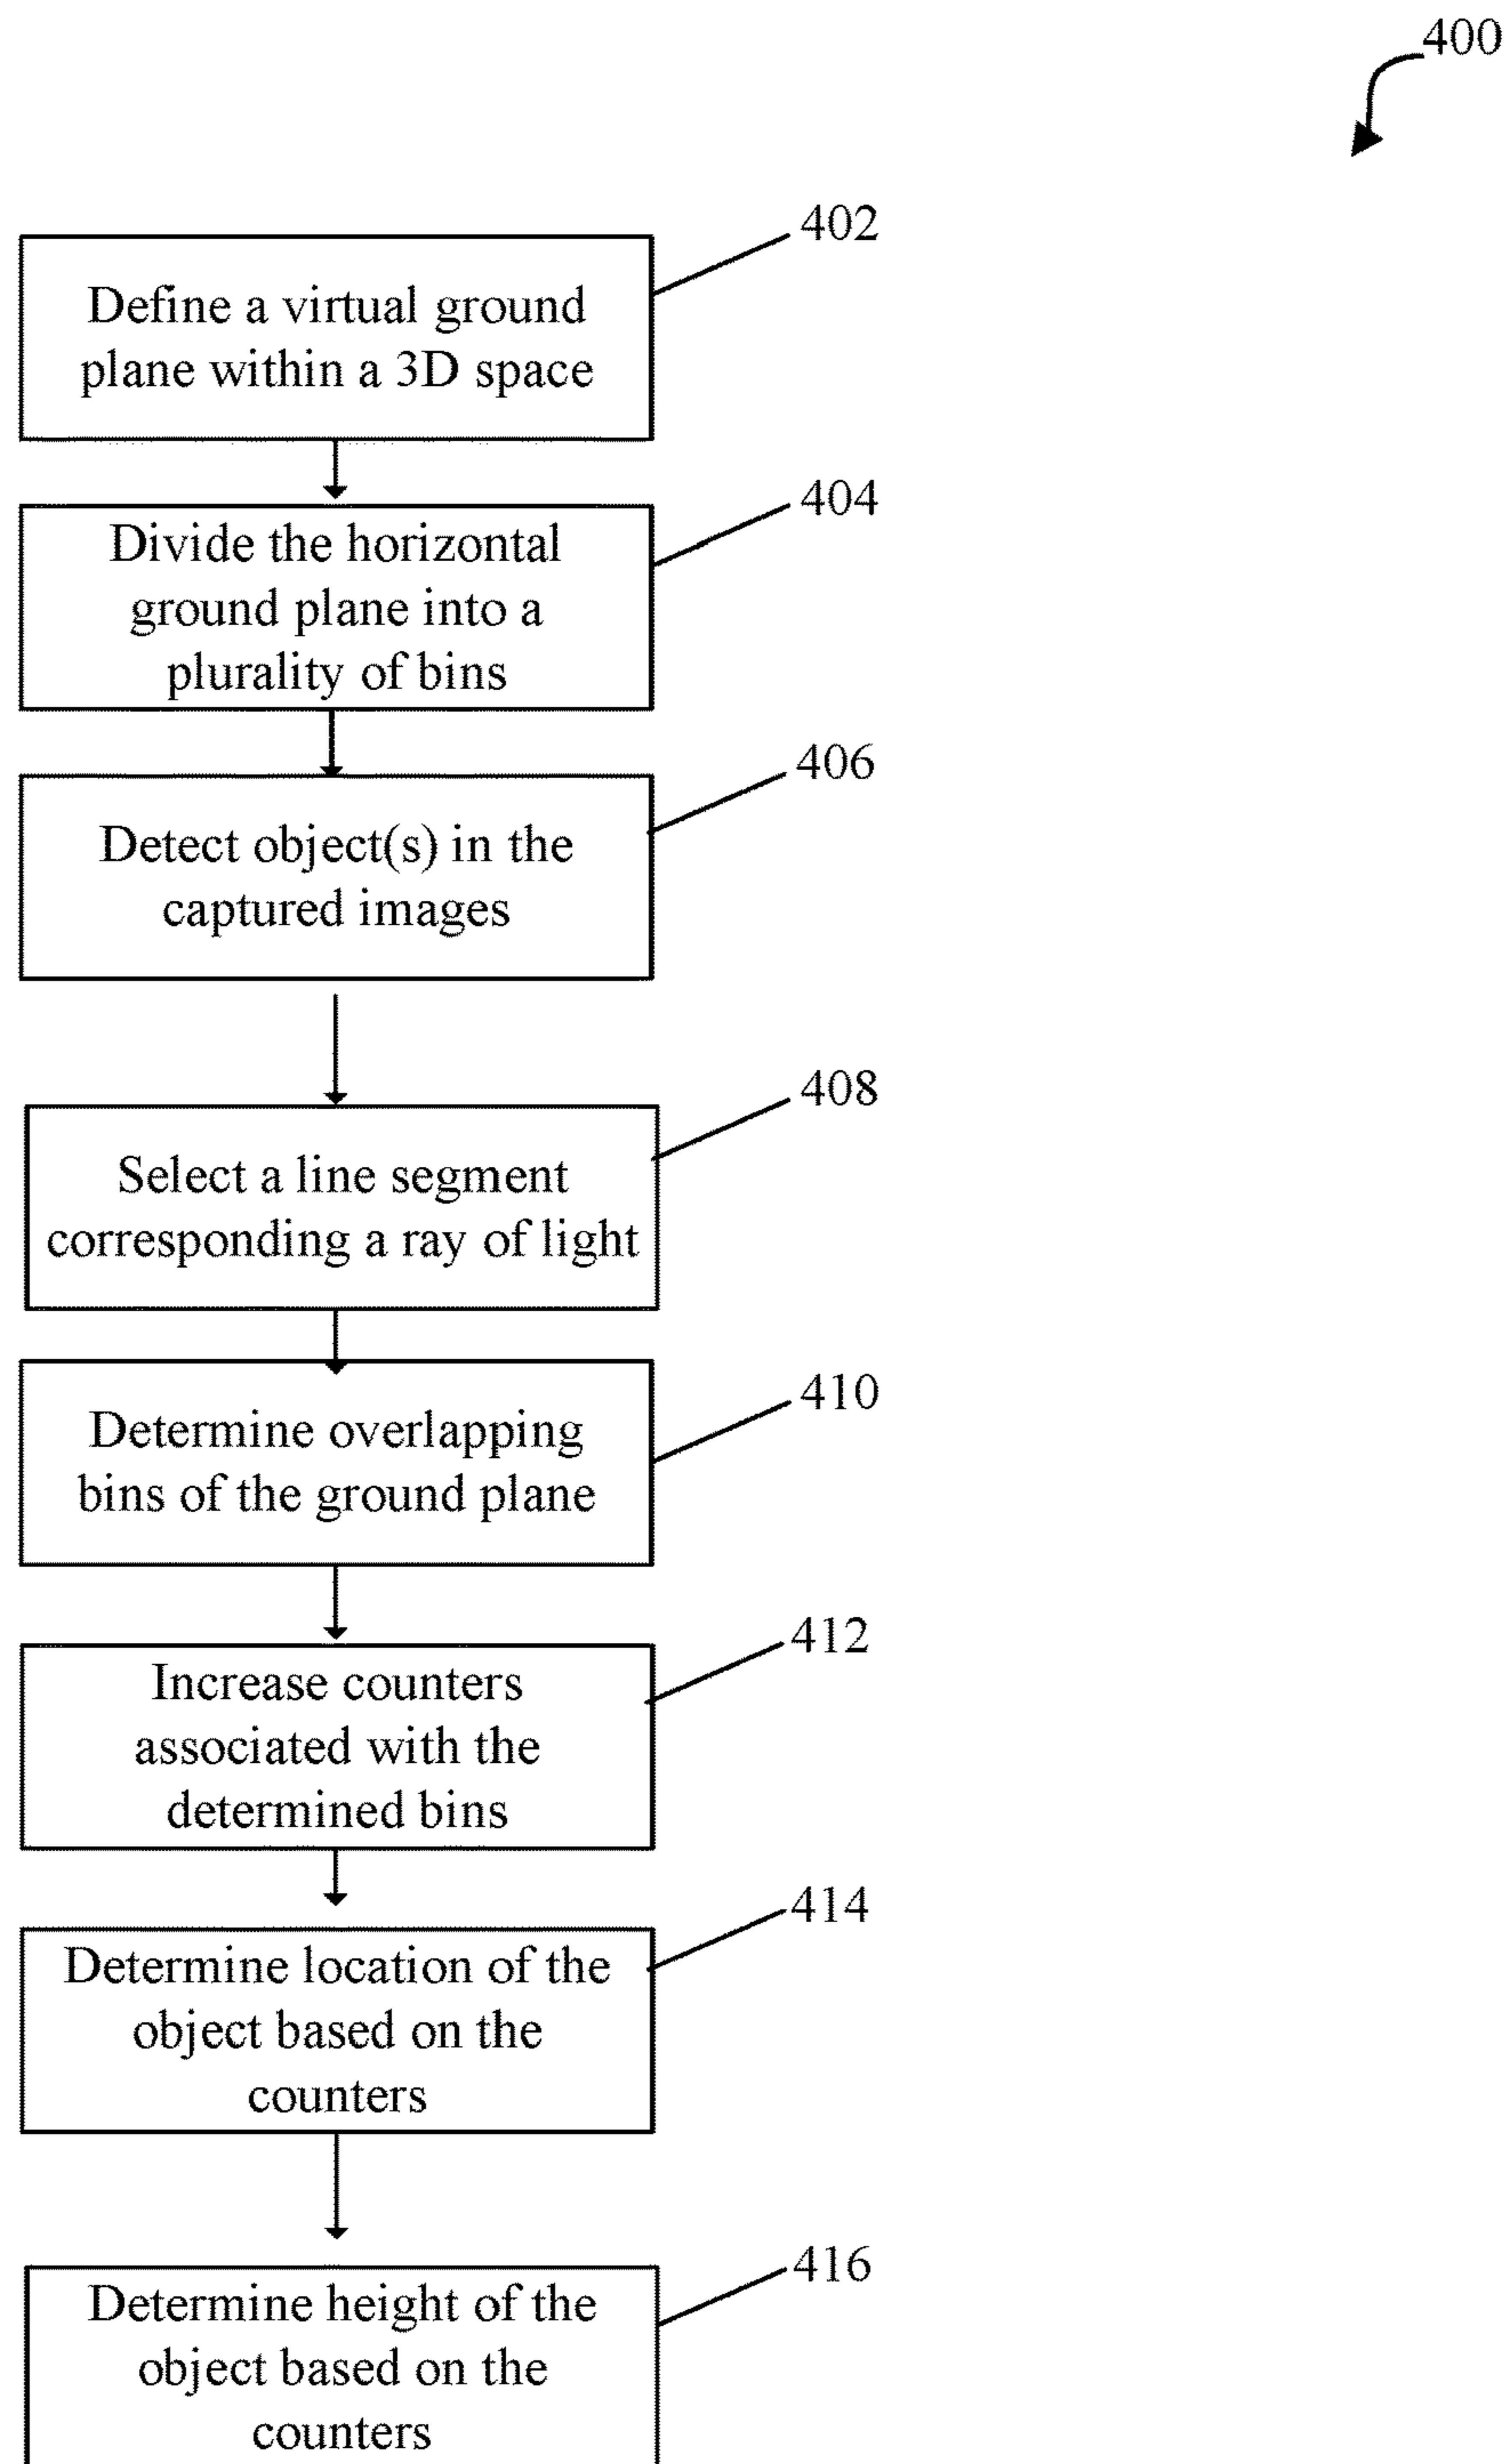 400
402
Define a virtual ground
plane within a 3D space
404
Divide the horizontal
ground plane into a
plurality of bins
406
Detect object(s) in the
captured images
408
Select a line segment
corresponding a ray of light
410
Determine overlapping
bins of the ground plane
412
Increase counters
associated with the
determined bins
414
Determine location of the
object based on the
counters
416
Determine height of the
object based on the
counters